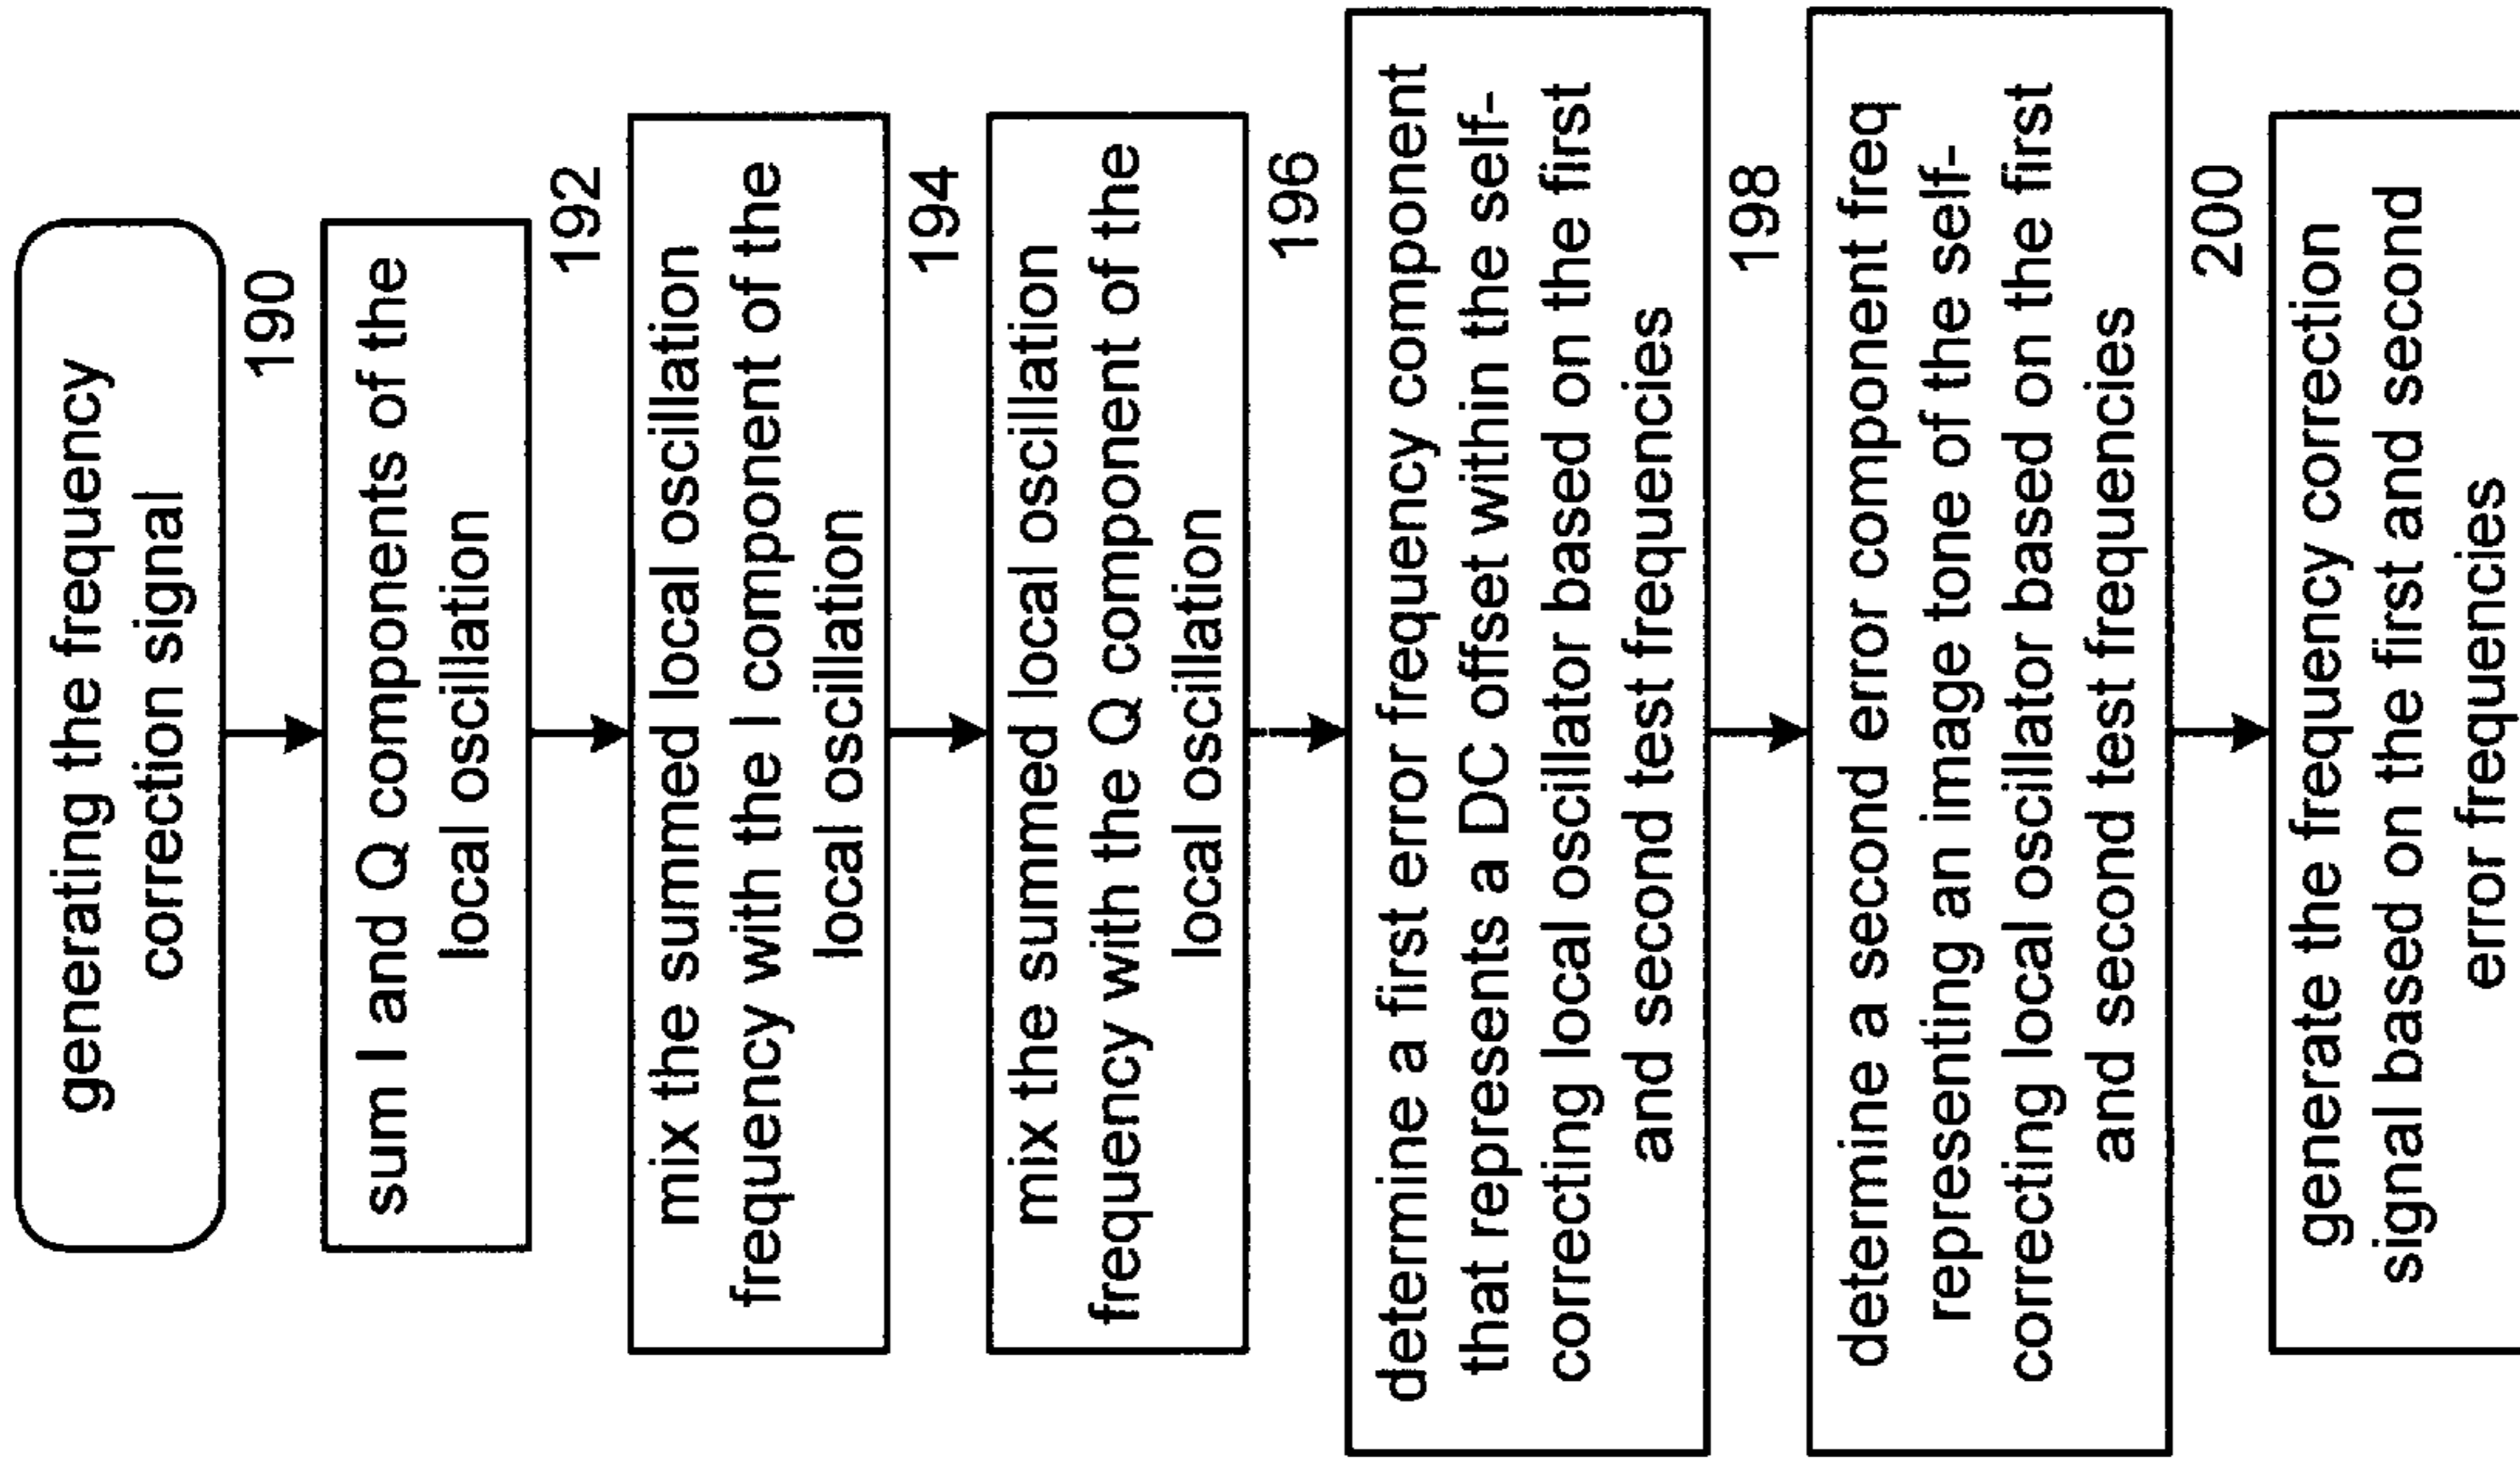 generating the frequency
correction signal
190
sum I and Q components of the
local oscillation
192
mix the summed local oscillation
frequency with the I component of the
local oscillation
194
mix the summed local oscillation
frequency with the Q component of the
local oscillation
196
determine a first error frequency component
that represents a DC offset within the self-
correcting local oscillator based on the first
and second test frequencies
198
determine a second error component freq
representing an image tone of the self-
correcting local oscillator based on the first
and second test frequencies
200
generate the frequency correction
signal based on the first and second
error frequencies